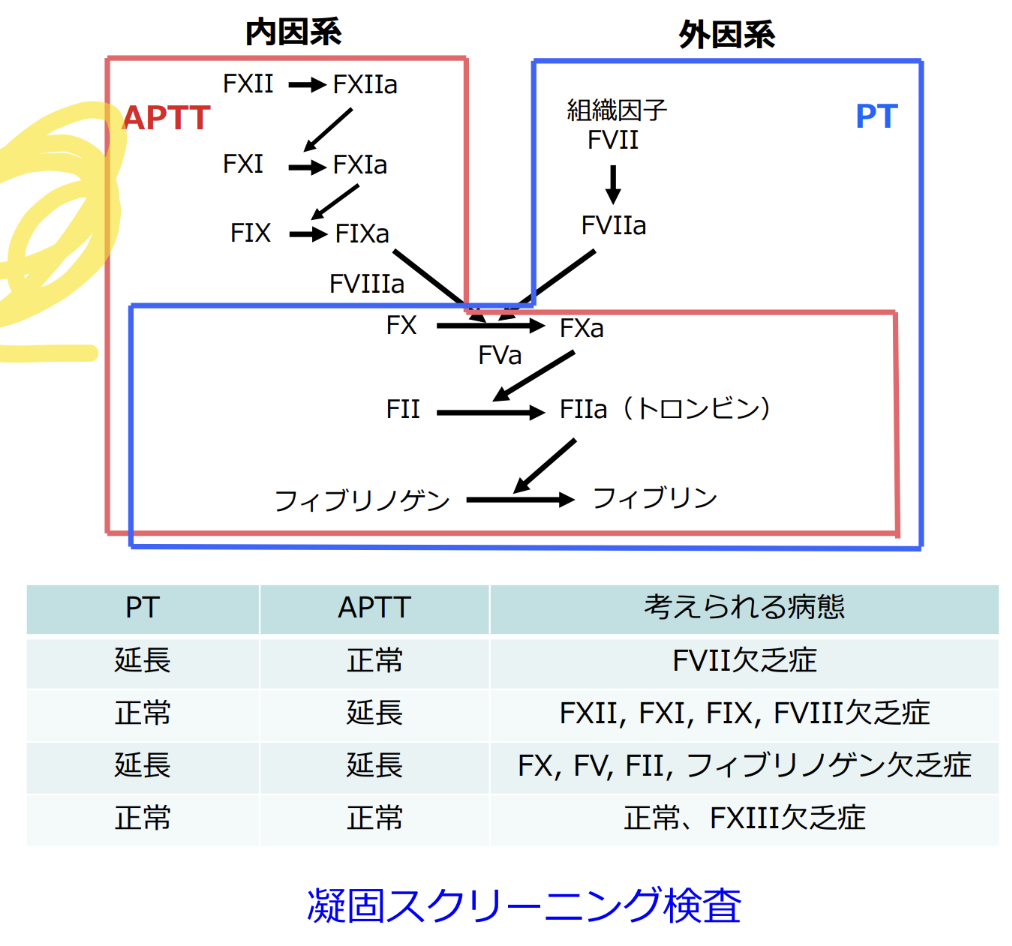 内因系
外因系
FXII FXIIa
APTT
組織因子
PT
FVII
FXI FXIa
FVIIa
FIX FIXa
FVIIIa
FX FXa
FVa
FII FIIa（トロンビン）
フィブリノゲン フィブリン
PT APTT 考えられる病態
延長 正常 FVII欠乏症
正常 延長 FXII, FXI, FIX, FVIII欠乏症
延長 延長 FX, FV, FII, フィブリノゲン欠乏症
正常 正常 正常、FXIII欠乏症
凝固スクリーニング検査